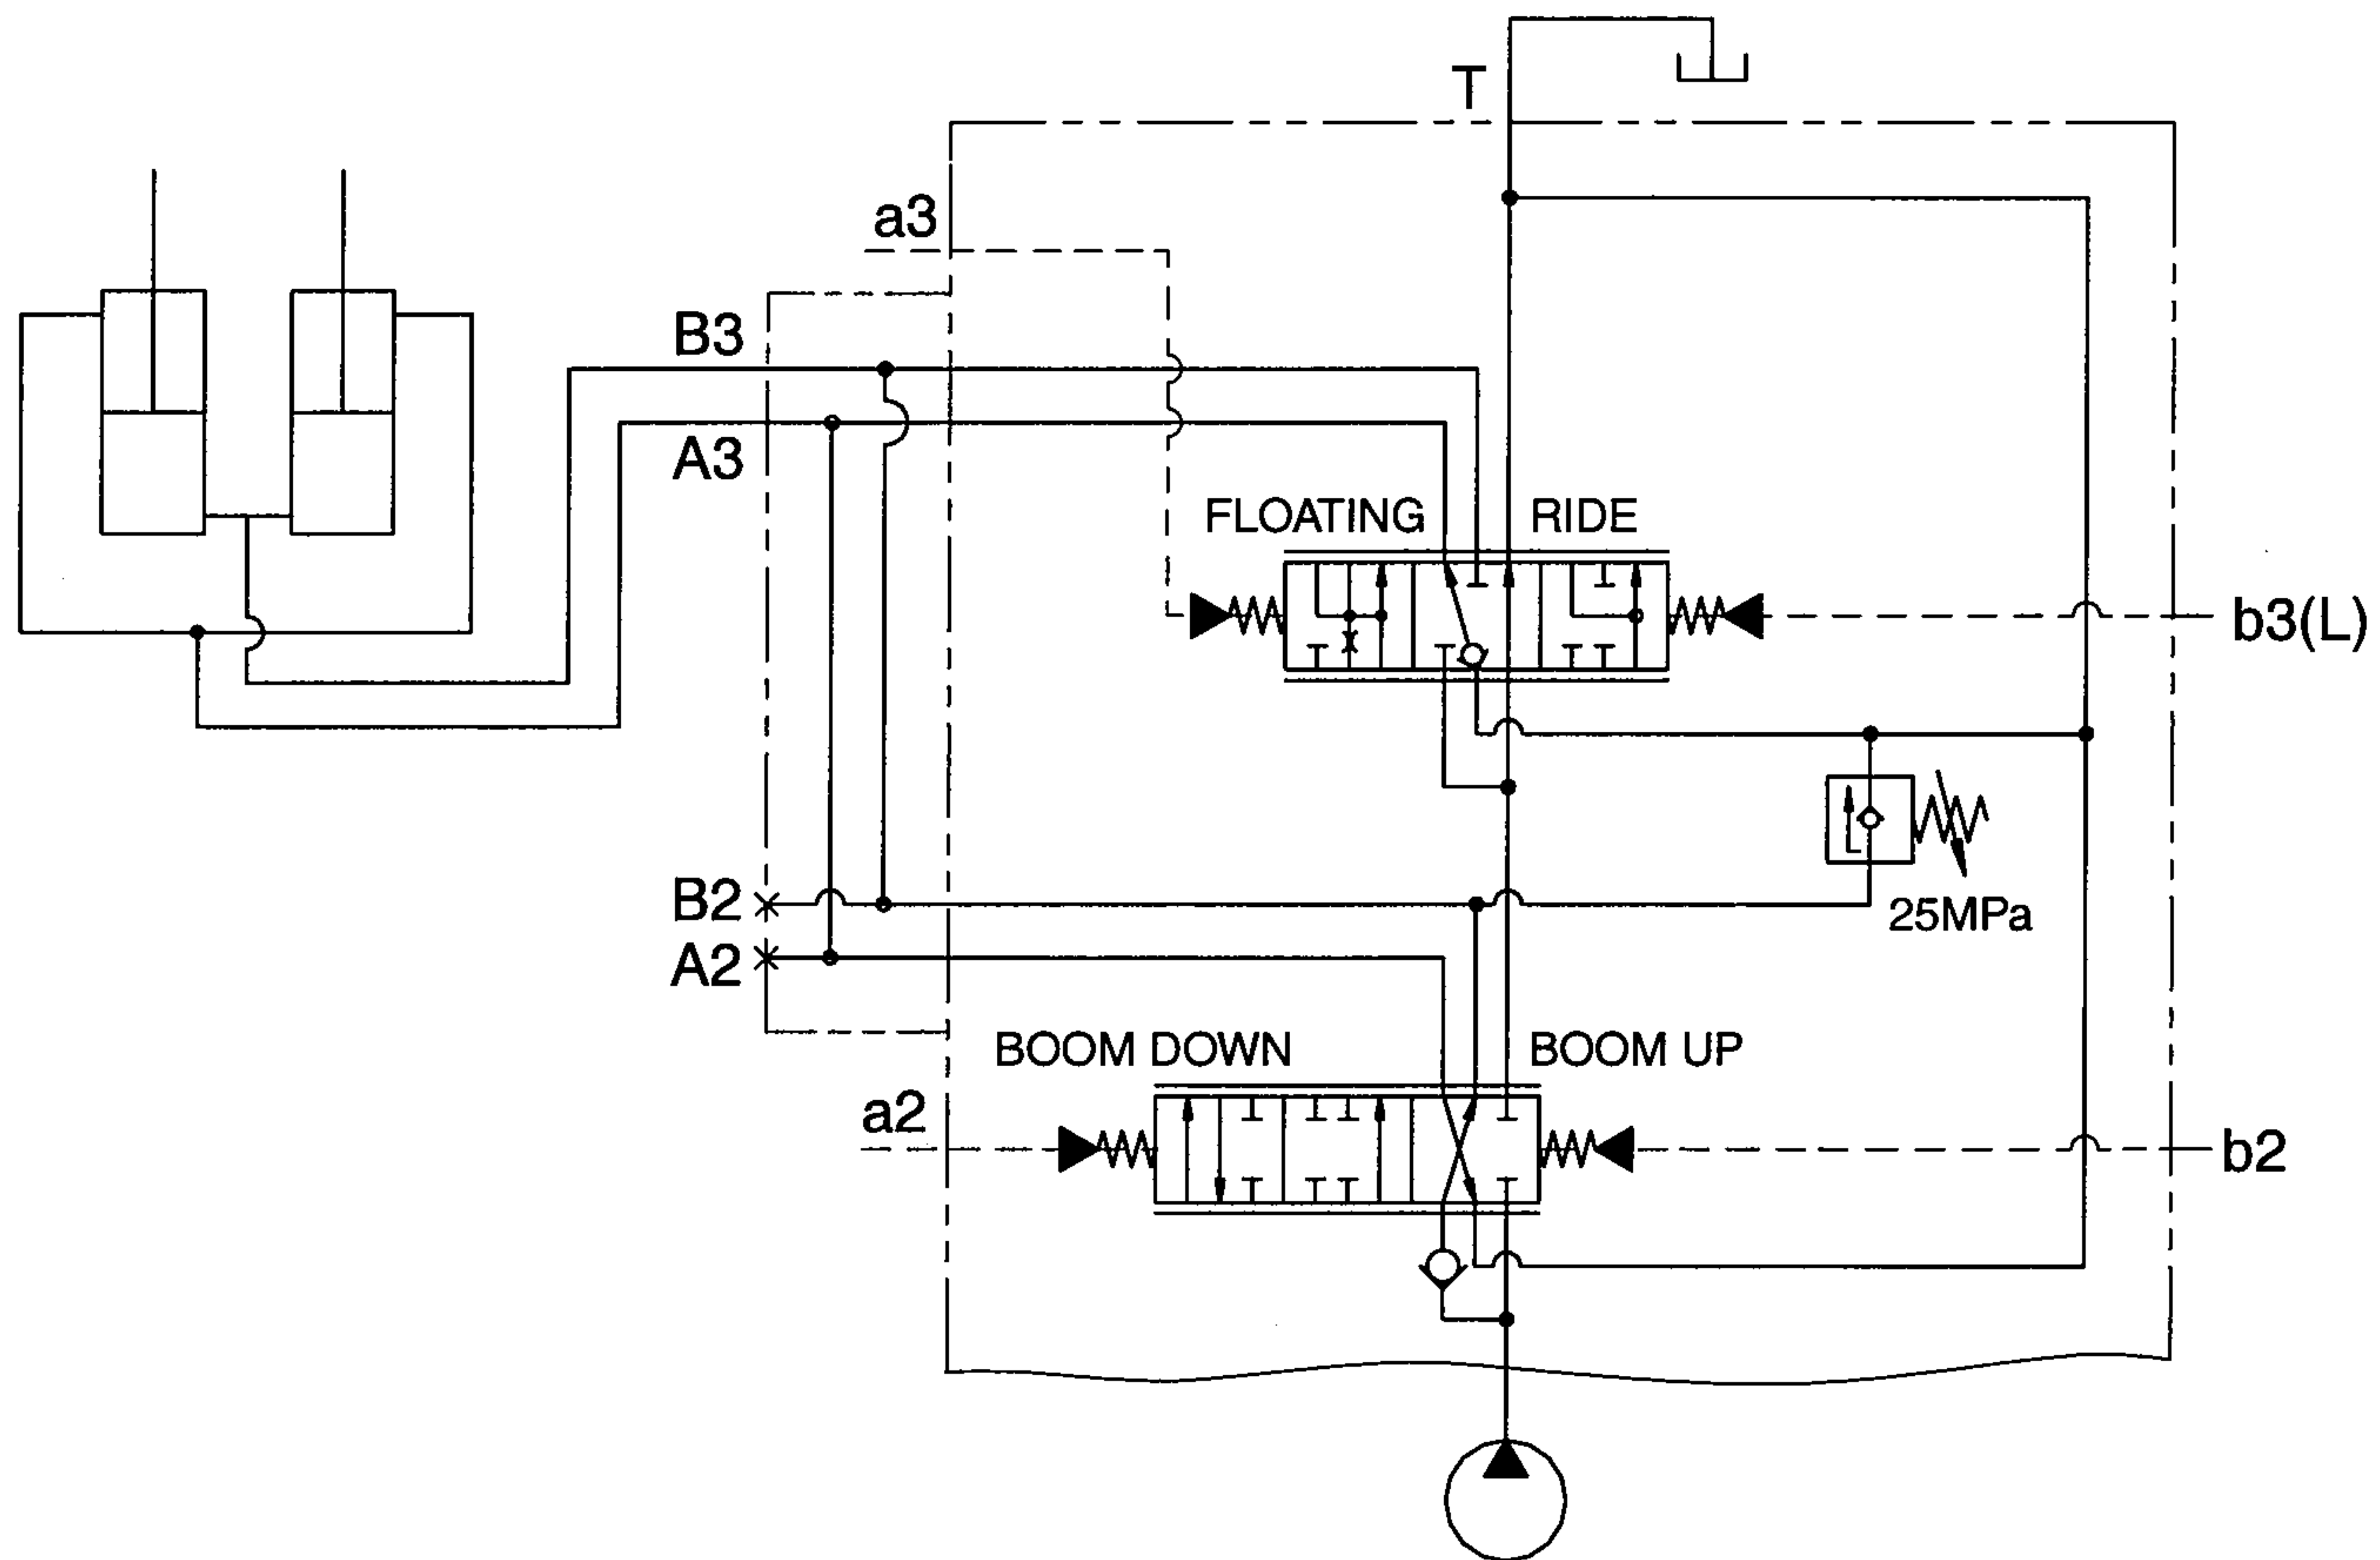 T
a3
B3
A3
FLOATING RIDE
b3(L)
B2
25MPa
A2
BOOM DOWN BOOM UP
a2
b2